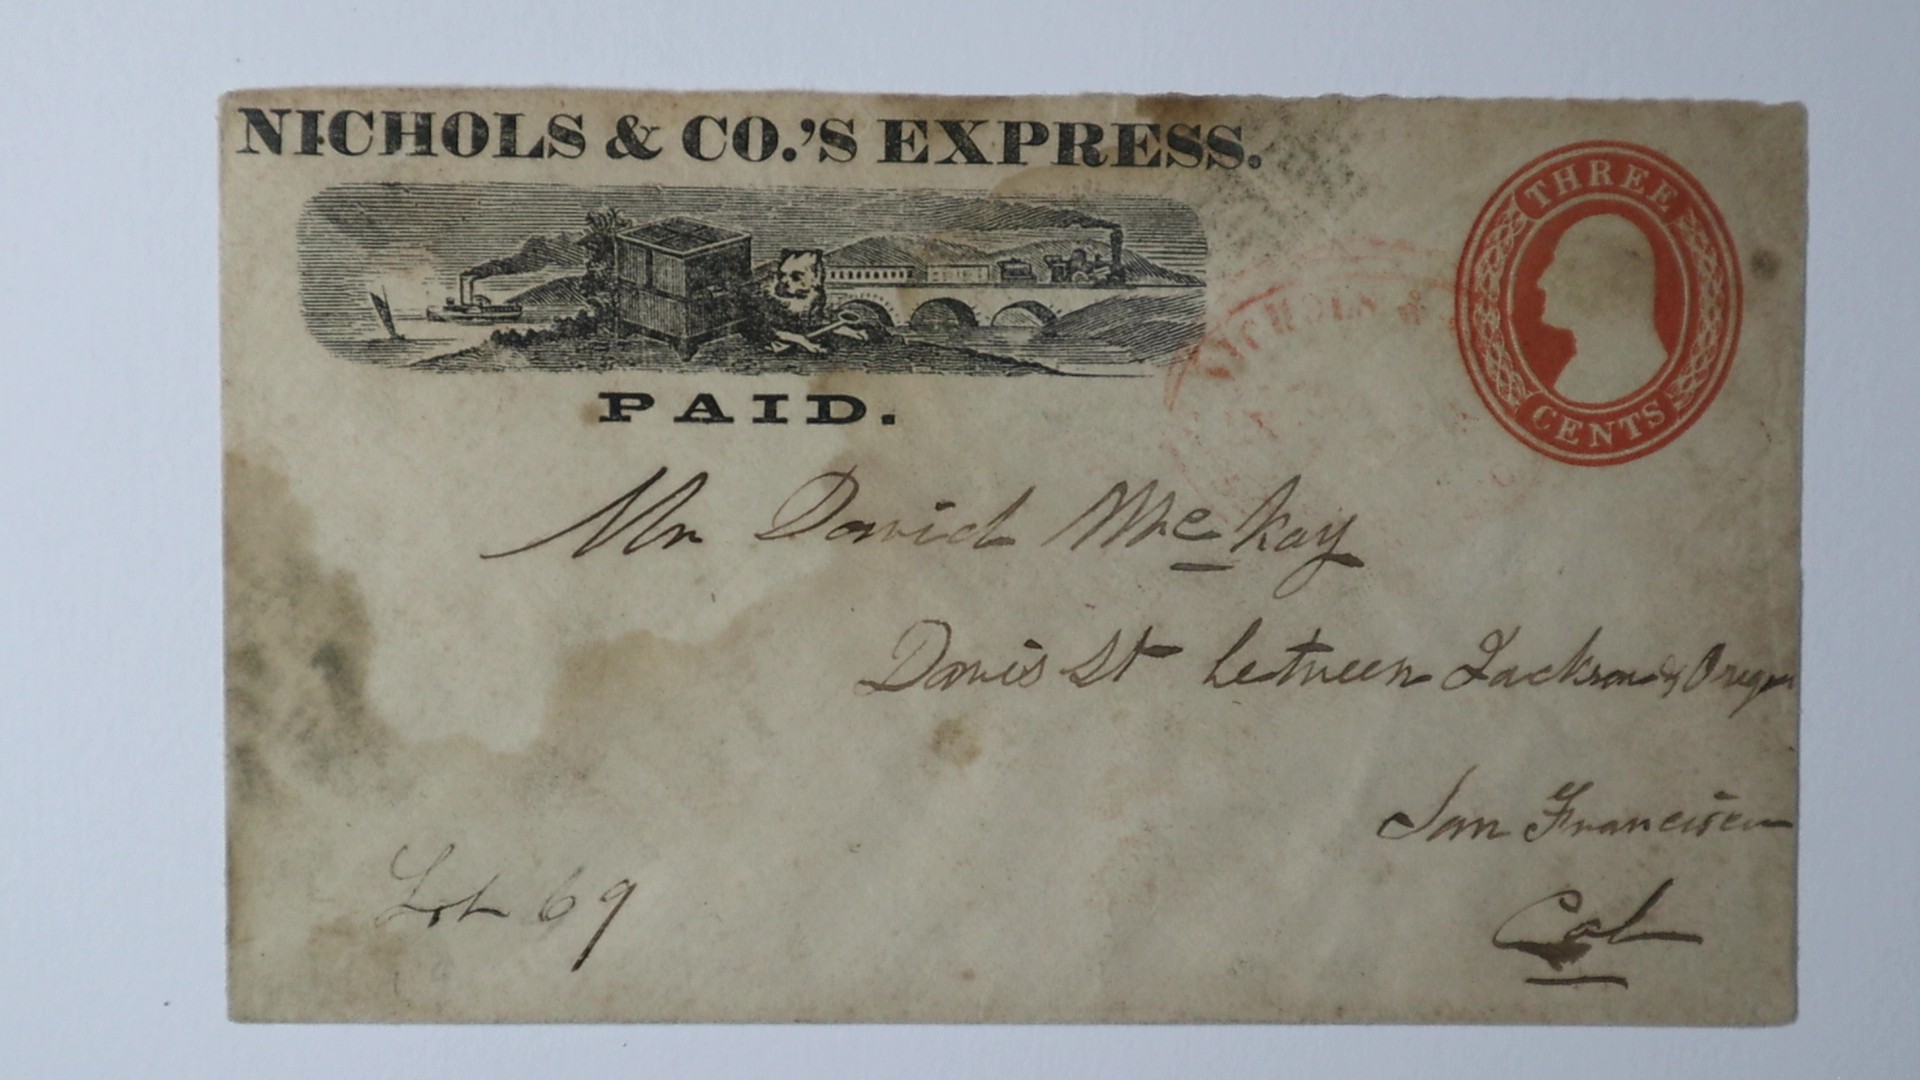 NICHOLS & CO.'S EXPRESS.
THREE
CENTS
NICHOLS &
PAID.
Mr David McKay
Davis St between Jackson & Oregon
San Francisco
Cal
Lot 69